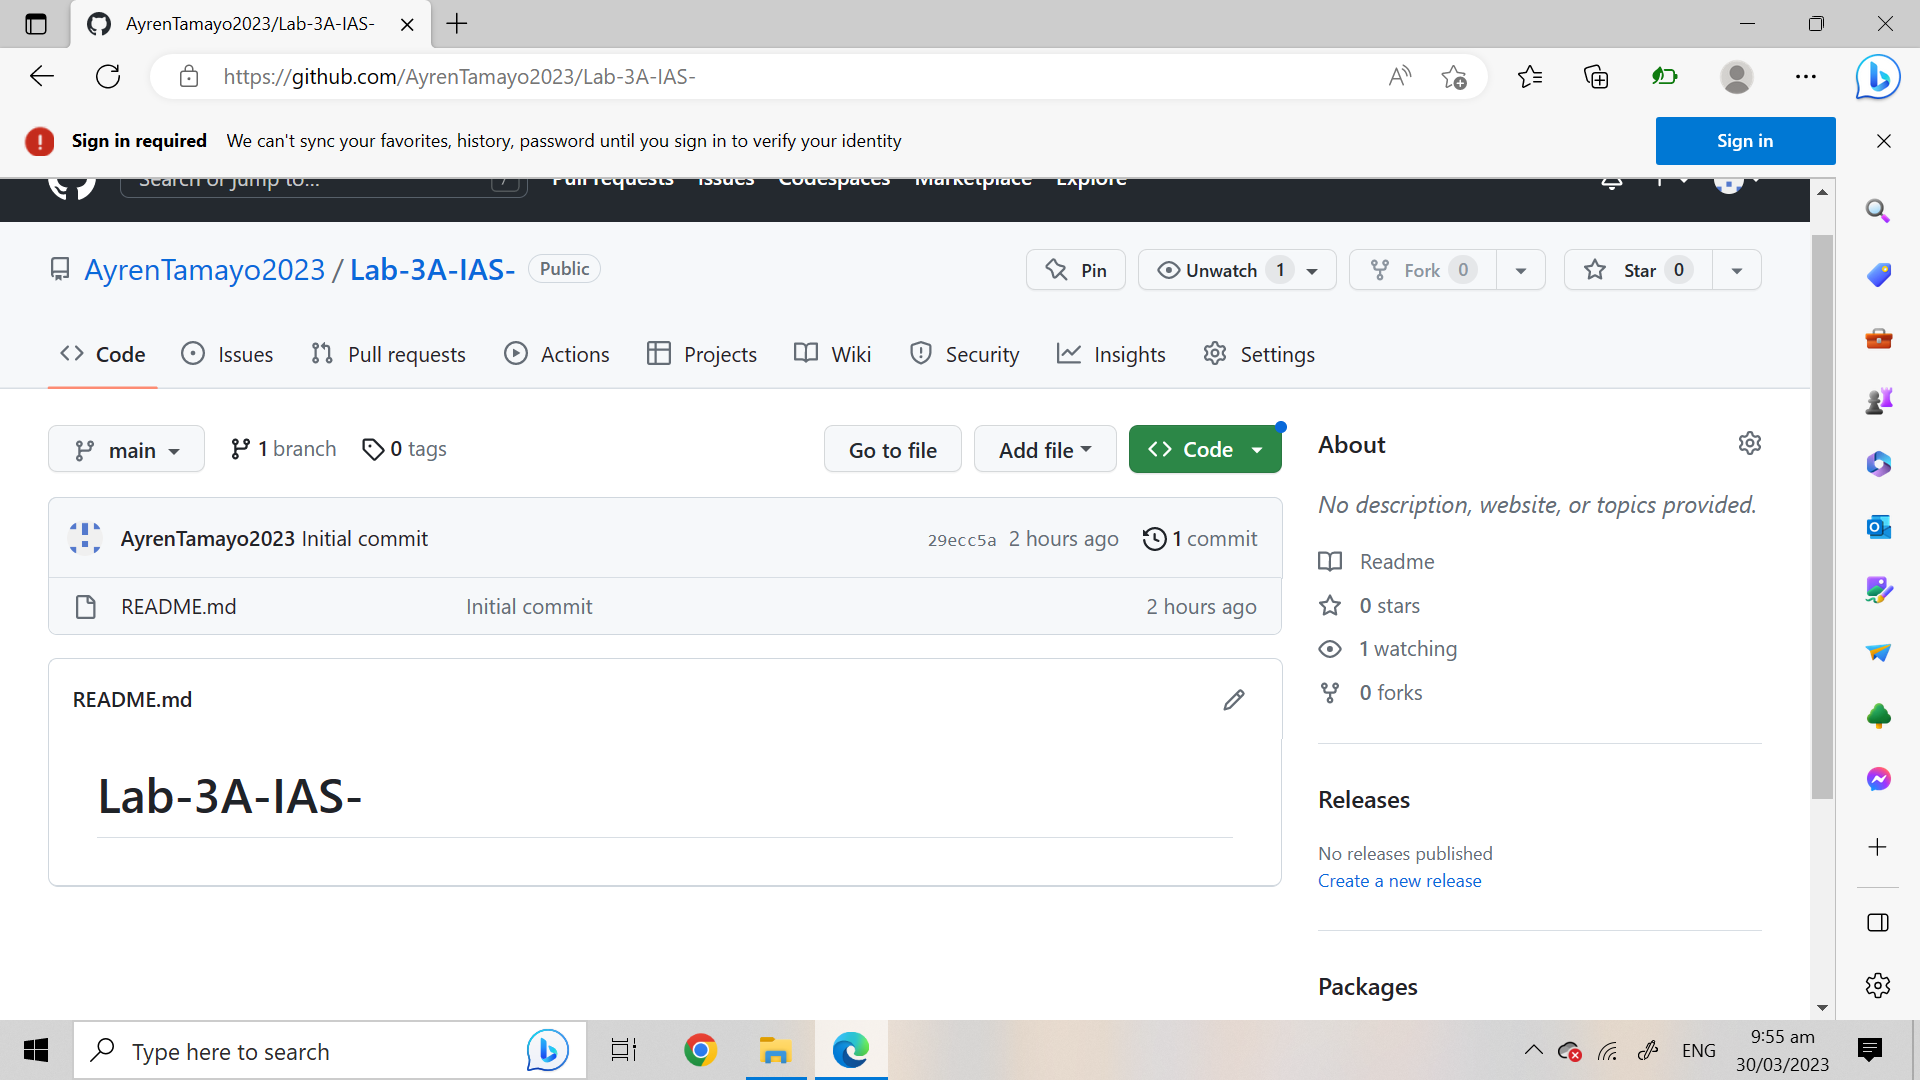 AyrenTamayo2023/Lab-3A-IAS-
https://github.com/AyrenTamayo2023/Lab-3A-IAS-
Sign in required We can't sync your favorites, history, password until you sign in to verify your identity Sign in
Search or jump to... / Pull requests Issues Codespaces Marketplace Explore
AyrenTamayo2023 / Lab-3A-IAS- Public Pin Unwatch 1 Fork 0 Star 0
Code Issues Pull requests Actions Projects Wiki Security Insights Settings
main 1 branch 0 tags Go to file Add file Code
AyrenTamayo2023 Initial commit 29ecc5a 2 hours ago 1 commit
README.md Initial commit 2 hours ago
README.md
Lab-3A-IAS-
About
No description, website, or topics provided.
Readme
0 stars
1 watching
0 forks
Releases
No releases published
Create a new release
Packages
Type here to search
ENG
9:55 am
30/03/2023